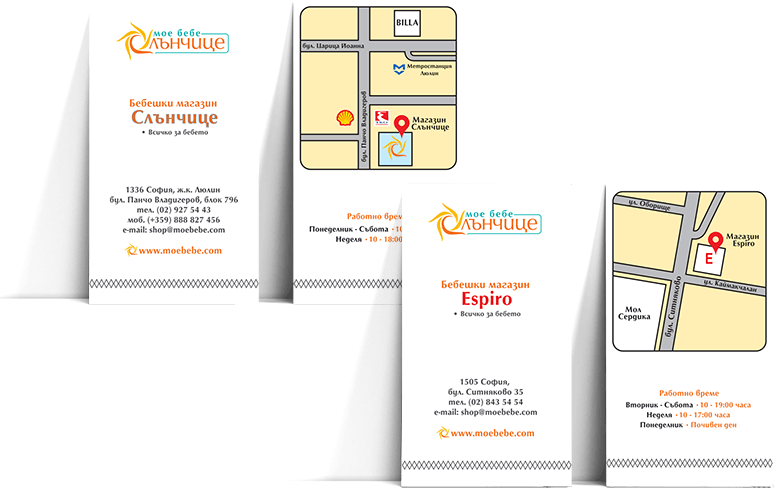 мое бебе
Слънчице
Бебешки магазин
Слънчице
• Всичко за бебето
1336 София, ж.к. Люлин
бул. Панчо Владигеров, блок 796
тел. (02) 927 54 43
моб. (+359) 888 827 456
e-mail: shop@moebebe.com
www.moebebe.com
BILLA
бул. Царица Йоанна
Метростанция
Люлин
бул. Панчо Владигеров
Магазин
Слънчице
Работно време
Понеделник - Събота • 10
Неделя • 10 - 18:00
мое бебе
Слънчице
Бебешки магазин
Espiro
• Всичко за бебето
1505 София,
бул. Ситняково 35
тел. (02) 843 54 54
e-mail: shop@moebebe.com
www.moebebe.com
ул. Оборище
Магазин
Espiro
E
ул. Каймакчалан
Мол
Сердика
бул. Ситняково
Работно време
Вторник - Събота • 10 - 19:00 часа
Неделя • 10 - 17:00 часа
Понеделник • Почивен ден